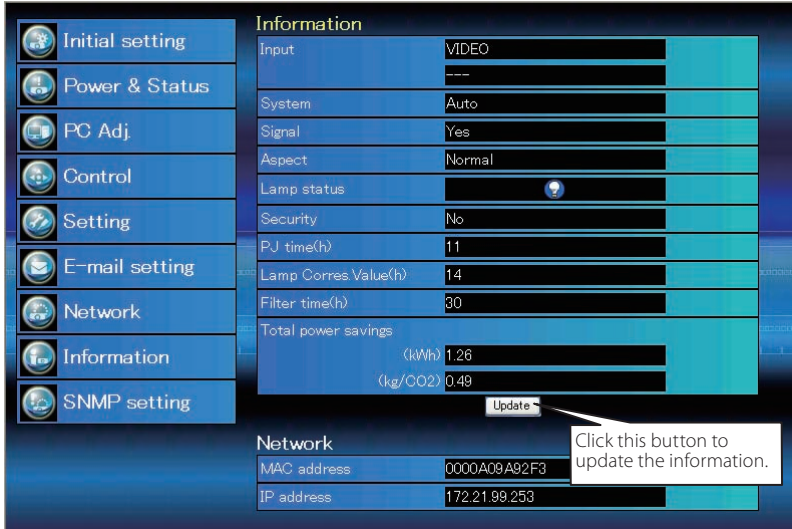 Initial setting
Power & Status
PC Adj.
Control
Setting
E-mail setting
Network
Information
SNMP setting
Information
Input VIDEO
---
System Auto
Signal Yes
Aspect Normal
Lamp status
Security No
PJ time(h) 11
Lamp Corres.Value(h) 14
Filter time(h) 30
Total power savings
(kWh) 1.26
(kg/CO2) 0.49
Update
Click this button to
update the information.
Network
MAC address 0000A09A92F3
IP address 172.21.99.253